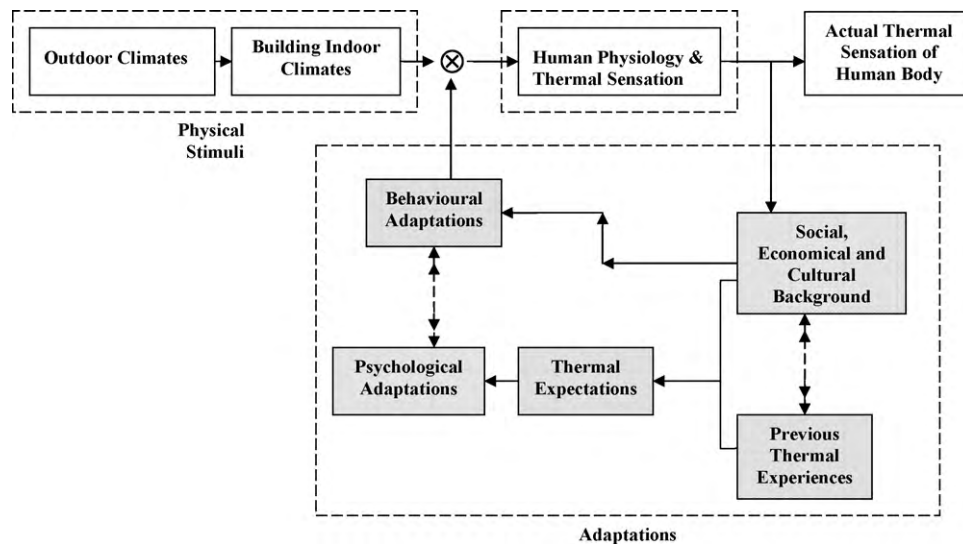 Outdoor Climates
Building Indoor
Climates
Human Physiology &
Thermal Sensation
Actual Thermal
Sensation of
Human Body
Physical
Stimuli
Behavioural
Adaptations
Social,
Economical and
Cultural
Background
Psychological
Adaptations
Thermal
Expectations
Previous
Thermal
Experiences
Adaptations